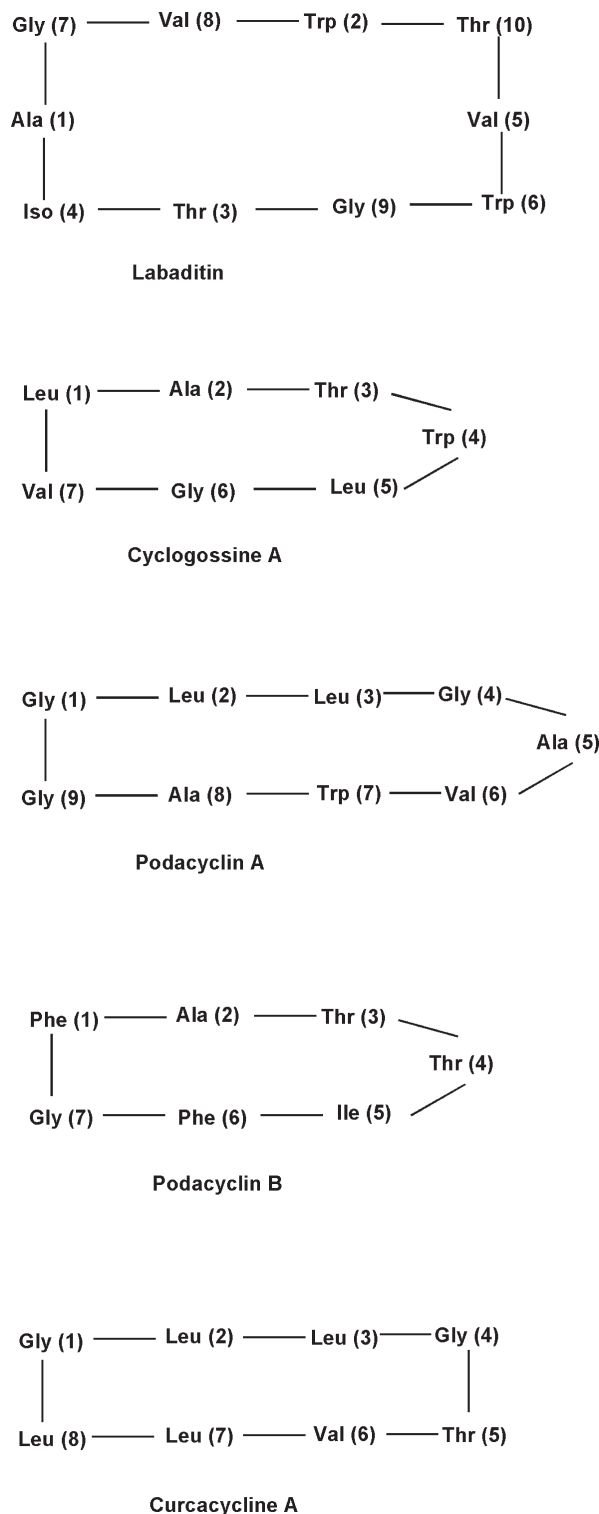 Gly (7) Val (8) Trp (2) Thr (10)
Ala (1) Val (5)
Iso (4) Thr (3) Gly (9) Trp (6)
Labaditin
Leu (1) Ala (2) Thr (3)
Trp (4)
Val (7) Gly (6) Leu (5)
Cyclogossine A
Gly (1) Leu (2) Leu (3) Gly (4)
Ala (5)
Gly (9) Ala (8) Trp (7) Val (6)
Podacyclin A
Phe (1) Ala (2) Thr (3)
Thr (4)
Gly (7) Phe (6) Ile (5)
Podacyclin B
Gly (1) Leu (2) Leu (3) Gly (4)
Leu (8) Leu (7) Val (6) Thr (5)
Curcacycline A